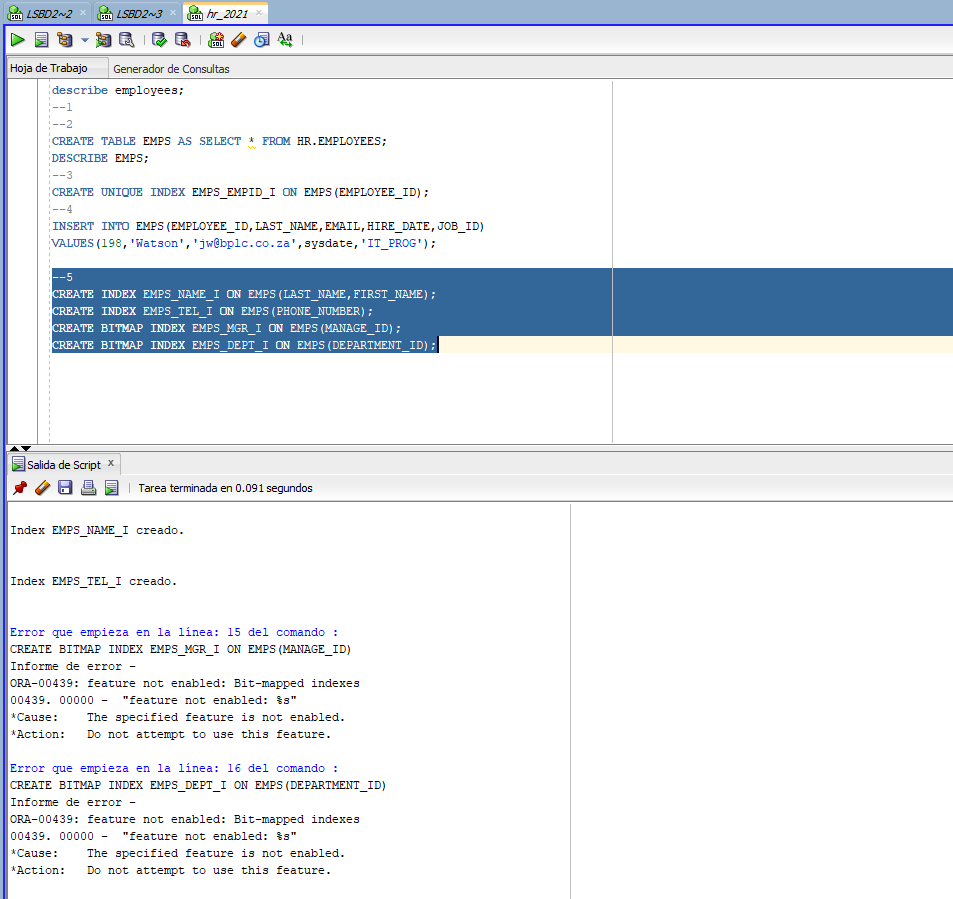 LSBD2~2
LSBD2~3
hr_2021
Hoja de Trabajo
Generador de Consultas
describe employees;
--1
--2
CREATE TABLE EMPS AS SELECT * FROM HR.EMPLOYEES;
DESCRIBE EMPS;
--3
CREATE UNIQUE INDEX EMPS_EMPID_I ON EMPS(EMPLOYEE_ID);
--4
INSERT INTO EMPS(EMPLOYEE_ID,LAST_NAME,EMAIL,HIRE_DATE,JOB_ID)
VALUES(198,'Watson','jw@bplc.co.za',sysdate,'IT_PROG');
--5
CREATE INDEX EMPS_NAME_I ON EMPS(LAST_NAME,FIRST_NAME);
CREATE INDEX EMPS_TEL_I ON EMPS(PHONE_NUMBER);
CREATE BITMAP INDEX EMPS_MGR_I ON EMPS(MANAGE_ID);
CREATE BITMAP INDEX EMPS_DEPT_I ON EMPS(DEPARTMENT_ID);
Salida de Script
Tarea terminada en 0.091 segundos
Index EMPS_NAME_I creado.
Index EMPS_TEL_I creado.
Error que empieza en la línea: 15 del comando :
CREATE BITMAP INDEX EMPS_MGR_I ON EMPS(MANAGE_ID)
Informe de error -
ORA-00439: feature not enabled: Bit-mapped indexes
00439. 00000 -  "feature not enabled: %s"
*Cause:    The specified feature is not enabled.
*Action:   Do not attempt to use this feature.
Error que empieza en la línea: 16 del comando :
CREATE BITMAP INDEX EMPS_DEPT_I ON EMPS(DEPARTMENT_ID)
Informe de error -
ORA-00439: feature not enabled: Bit-mapped indexes
00439. 00000 -  "feature not enabled: %s"
*Cause:    The specified feature is not enabled.
*Action:   Do not attempt to use this feature.